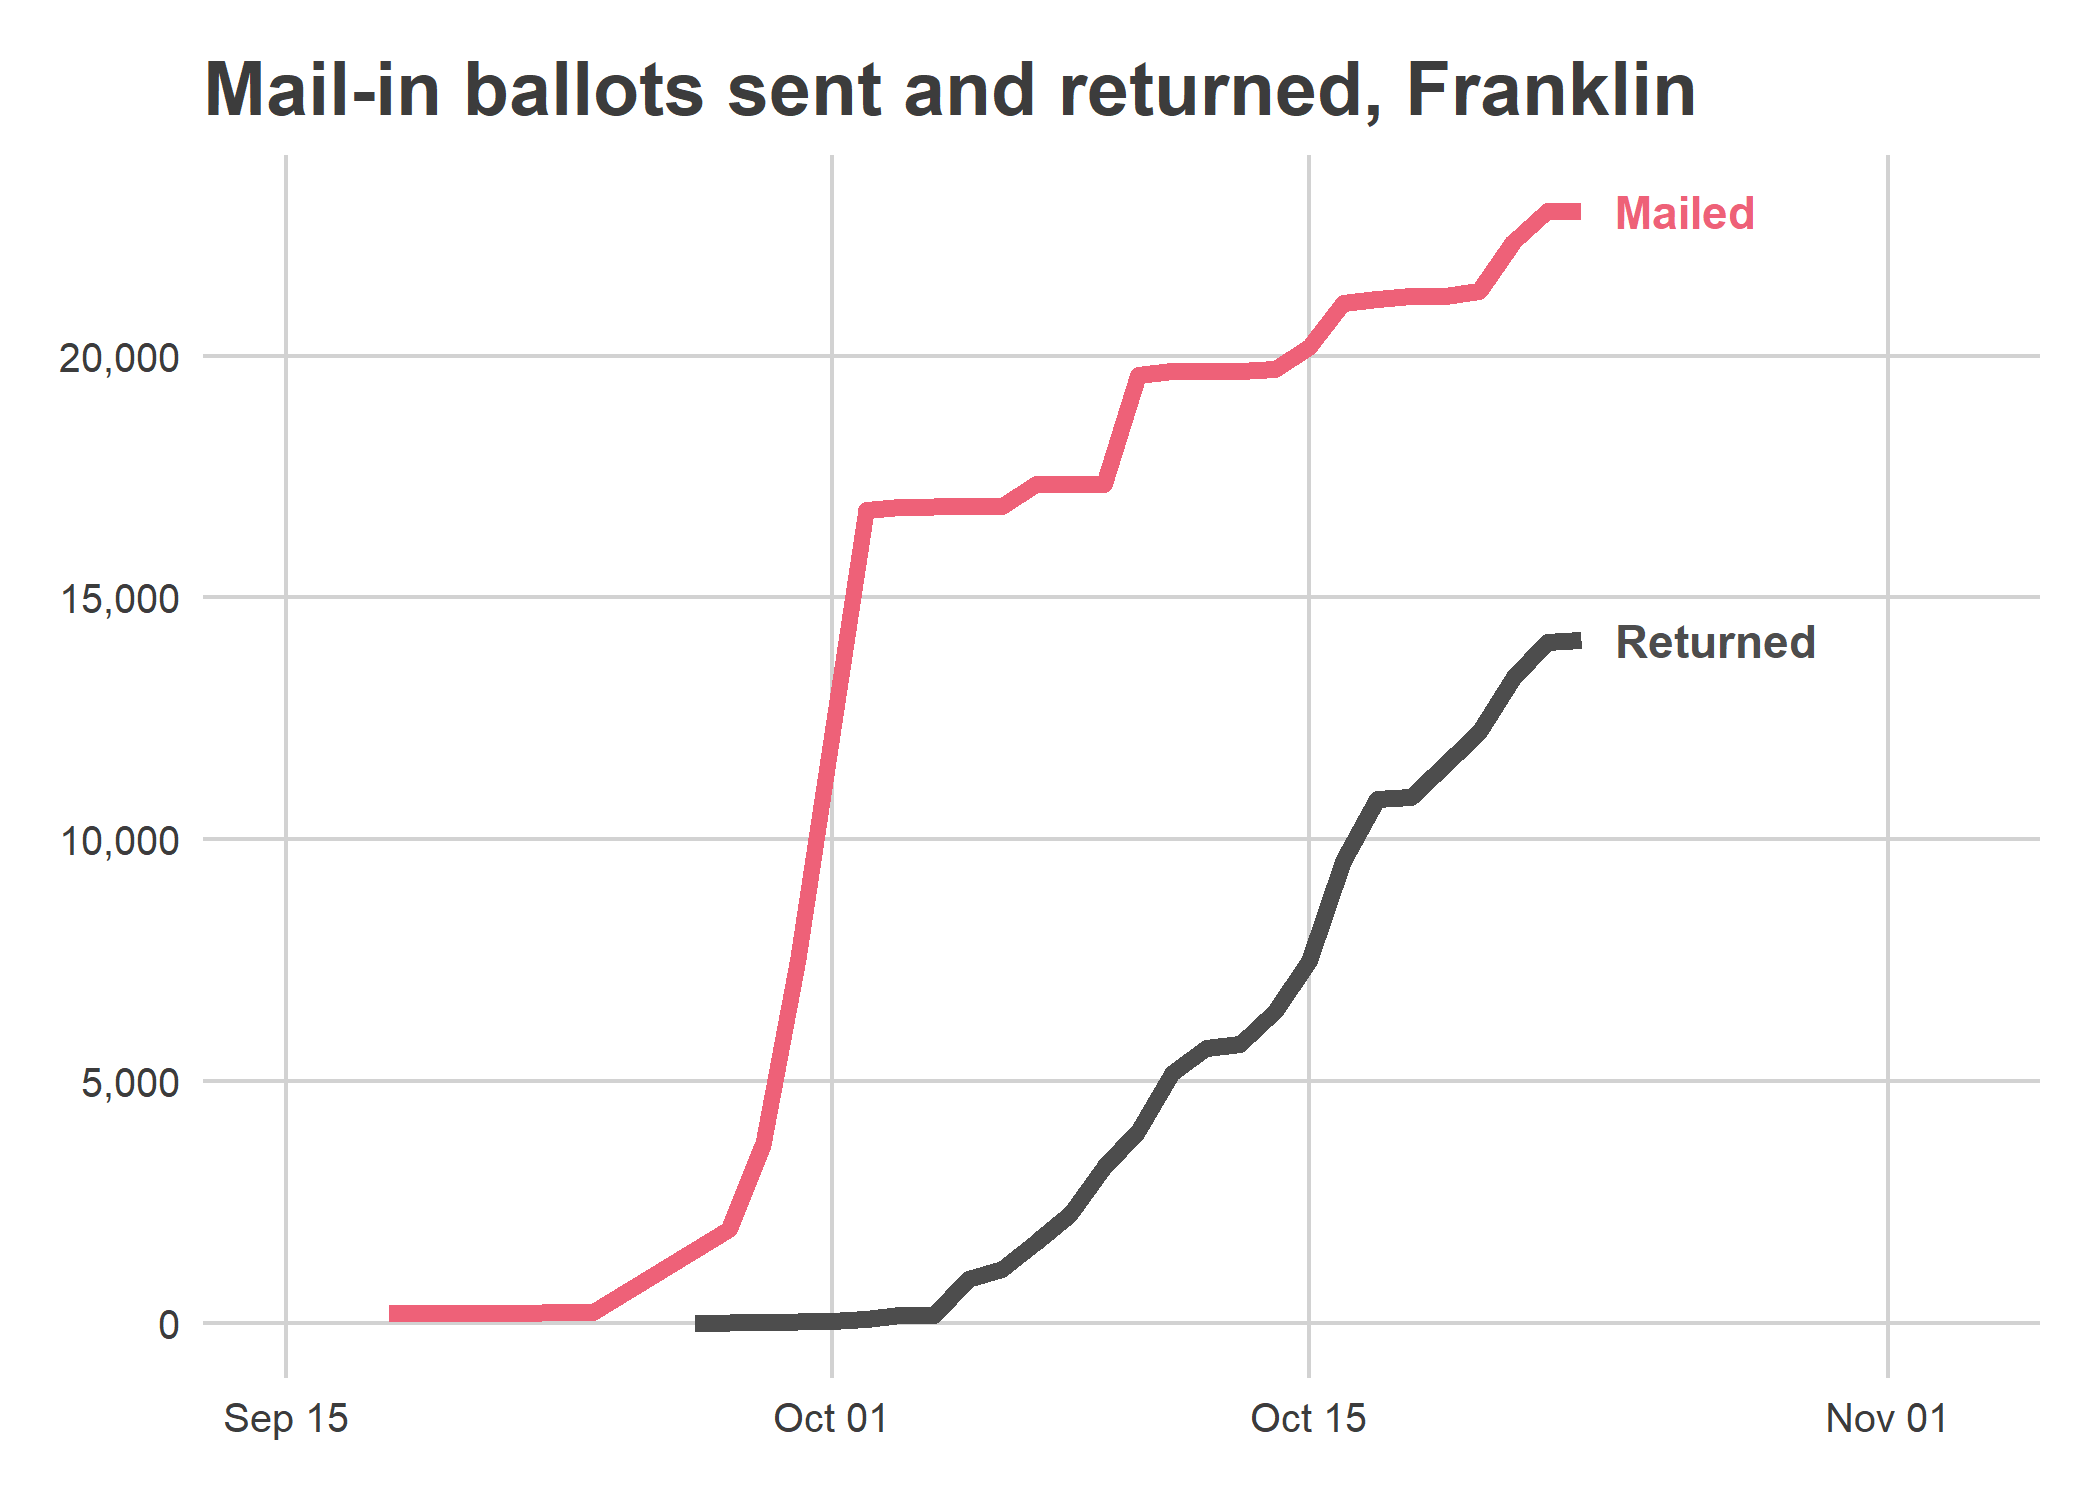 Mail-in ballots sent and returned, Franklin
Mailed
20,000
15,000
Returned
10,000
5,000
0
Sep 15
Oct 01
Oct 15
Nov 01